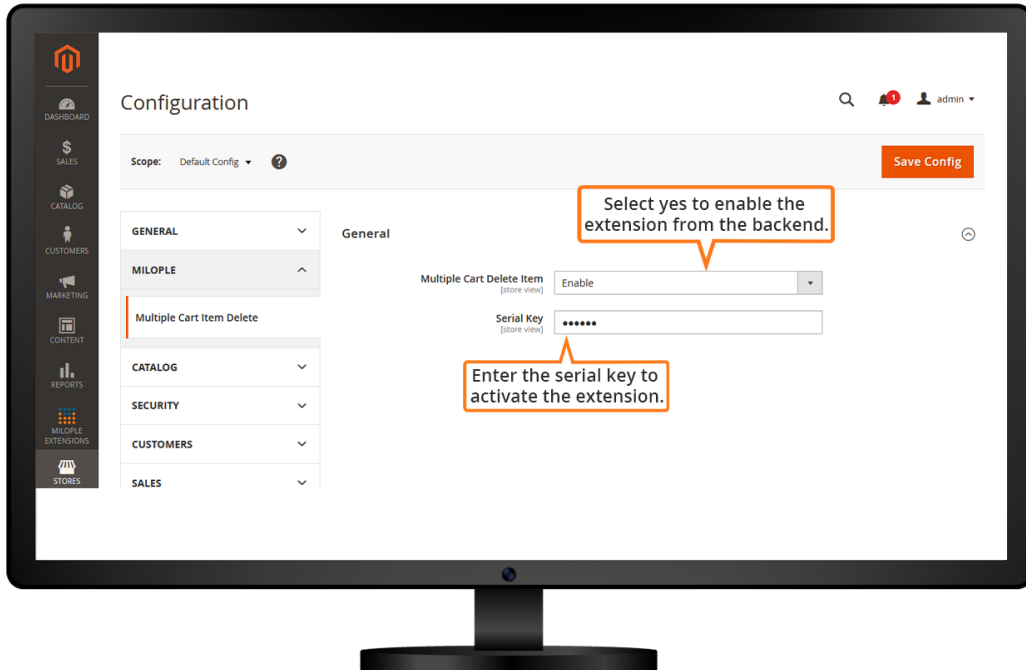 Configuration
1
admin
DASHBOARD
SALES
CATALOG
CUSTOMERS
MARKETING
CONTENT
REPORTS
MILOPLE
EXTENSIONS
STORES
Scope: Default Config ?
Save Config
GENERAL
MILOPLE
Multiple Cart Item Delete
CATALOG
SECURITY
CUSTOMERS
SALES
General
Select yes to enable the
extension from the backend.
Multiple Cart Delete Item
[store view]
Enable
Serial Key
[store view]
••••••
Enter the serial key to
activate the extension.